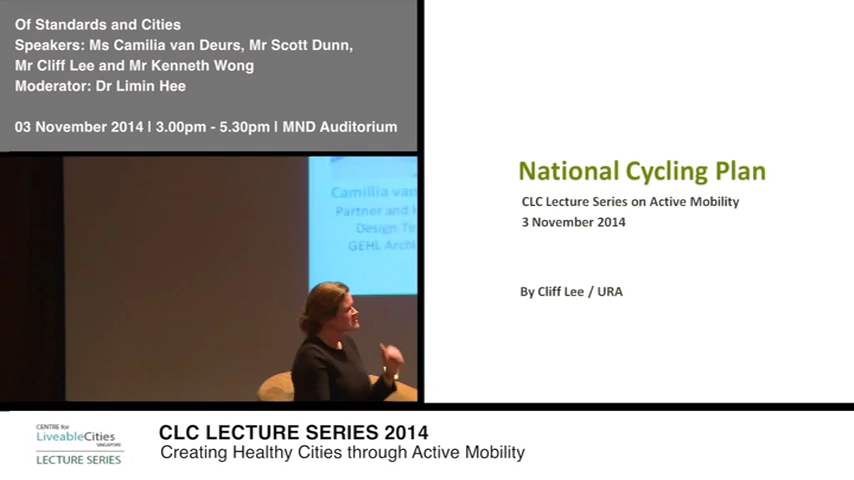 Of Standards and Cities
Speakers: Ms Camilia van Deurs, Mr Scott Dunn,
Mr Cliff Lee and Mr Kenneth Wong
Moderator: Dr Limin Hee
03 November 2014 | 3.00pm - 5.30pm | MND Auditorium
Camillia van
Partner and
Design Te
GEHL Archi
National Cycling Plan
CLC Lecture Series on Active Mobility
3 November 2014
By Cliff Lee / URA
CENTRE for
LiveableCities
SINGAPORE
LECTURE SERIES
CLC LECTURE SERIES 2014
Creating Healthy Cities through Active Mobility